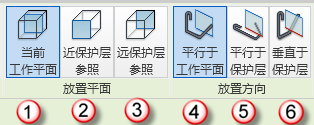 当前
工作平面
近保护层
参照
远保护层
参照
平行于
工作平面
平行于
保护层
垂直于
保护层
放置平面
放置方向
1
2
3
4
5
6